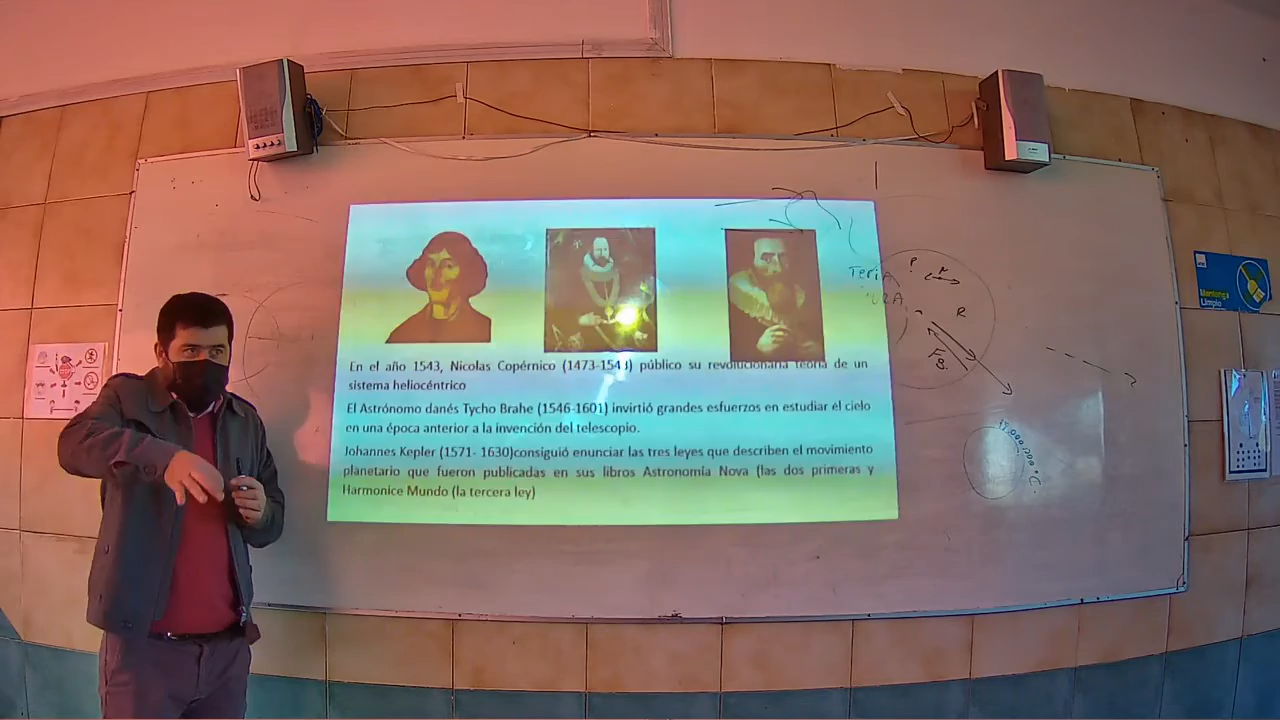 En el año 1543, Nicolas Copérnico (1473-1543) público su revolucionaria teoría de un
sistema heliocéntrico
El Astrónomo danés Tycho Brahe (1546-1601) invirtió grandes esfuerzos en estudiar el cielo
en una época anterior a la invención del telescopio.
Johannes Kepler (1571- 1630)consiguió enunciar las tres leyes que describen el movimiento
planetario que fueron publicadas en sus libros Astronomía Nova (las dos primeras y
Harmonice Mundo (la tercera ley)
P
R
Mantenga
Limpio